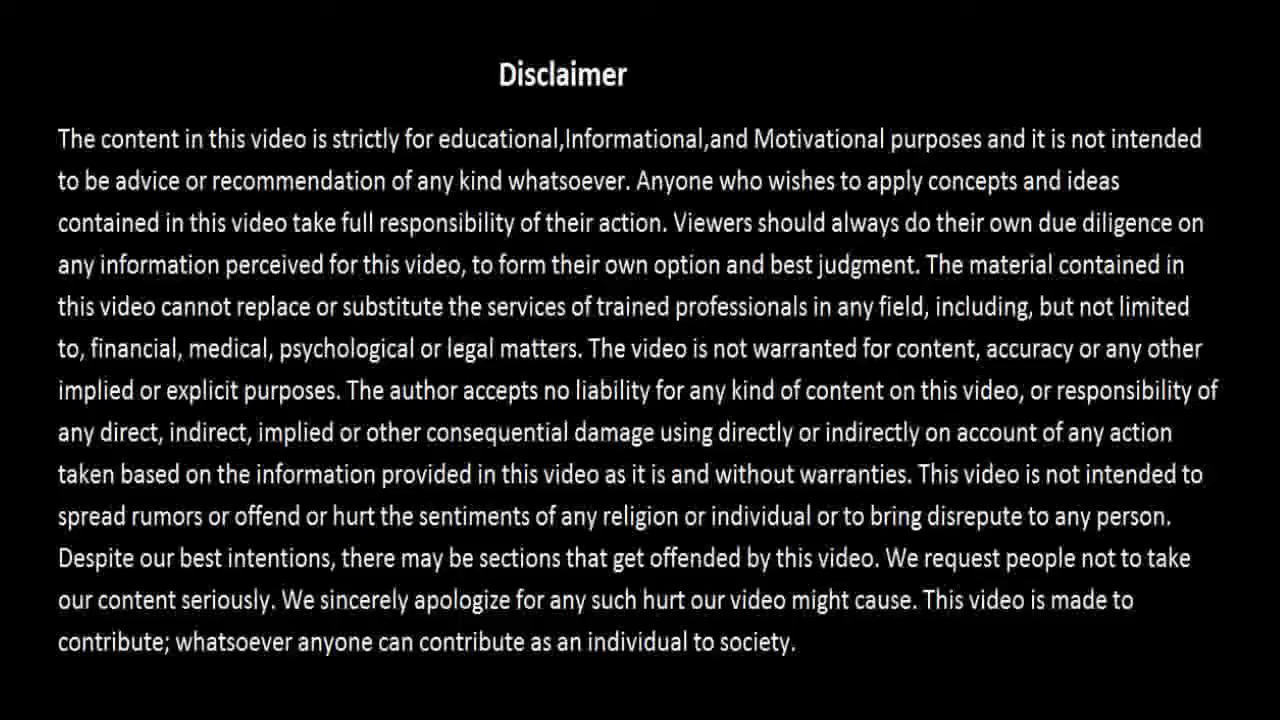 Disclaimer
The content in this video is strictly for educational,Informational,and Motivational purposes and it is not intended
to be advice or recommendation of any kind whatsoever. Anyone who wishes to apply concepts and ideas
contained in this video take full responsibility of their action. Viewers should always do their own due diligence on
any information perceived for this video, to form their own option and best judgment. The material contained in
this video cannot replace or substitute the services of trained professionals in any field, including, but not limited
to, financial, medical, psychological or legal matters. The video is not warranted for content, accuracy or any other
implied or explicit purposes. The author accepts no liability for any kind of content on this video, or responsibility of
any direct, indirect, implied or other consequential damage using directly or indirectly on account of any action
taken based on the information provided in this video as it is and without warranties. This video is not intended to
spread rumors or offend or hurt the sentiments of any religion or individual or to bring disrepute to any person.
Despite our best intentions, there may be sections that get offended by this video. We request people not to take
our content seriously. We sincerely apologize for any such hurt our video might cause. This video is made to
contribute; whatsoever anyone can contribute as an individual to society.